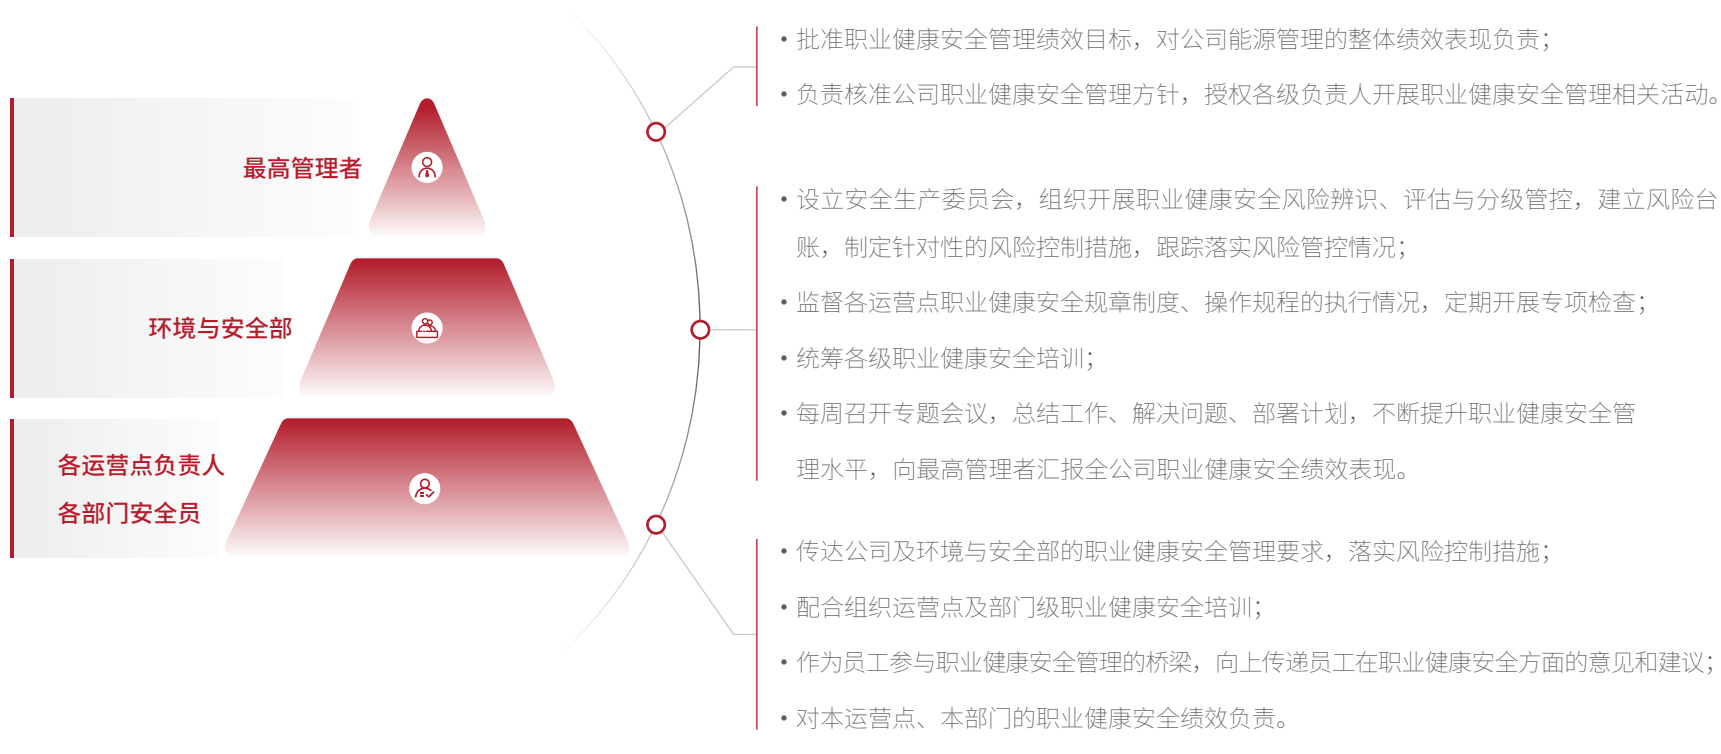 最高管理者
• 批准职业健康安全管理绩效目标，对公司能源管理的整体绩效表现负责；
• 负责核准公司职业健康安全管理方针，授权各级负责人开展职业健康安全管理相关活动。
环境与安全部
• 设立安全生产委员会，组织开展职业健康安全风险辨识、评估与分级管控，建立风险台
账，制定针对性的风险控制措施，跟踪落实风险管控情况；
• 监督各运营点职业健康安全规章制度、操作规程的执行情况，定期开展专项检查；
• 统筹各级职业健康安全培训；
• 每周召开专题会议，总结工作、解决问题、部署计划，不断提升职业健康安全管
理水平，向最高管理者汇报全公司职业健康安全绩效表现。
各运营点负责人
各部门安全员
• 传达公司及环境与安全部的职业健康安全管理要求，落实风险控制措施；
• 配合组织运营点及部门级职业健康安全培训；
• 作为员工参与职业健康安全管理的桥梁，向上传递员工在职业健康安全方面的意见和建议；
• 对本运营点、本部门的职业健康安全绩效负责。